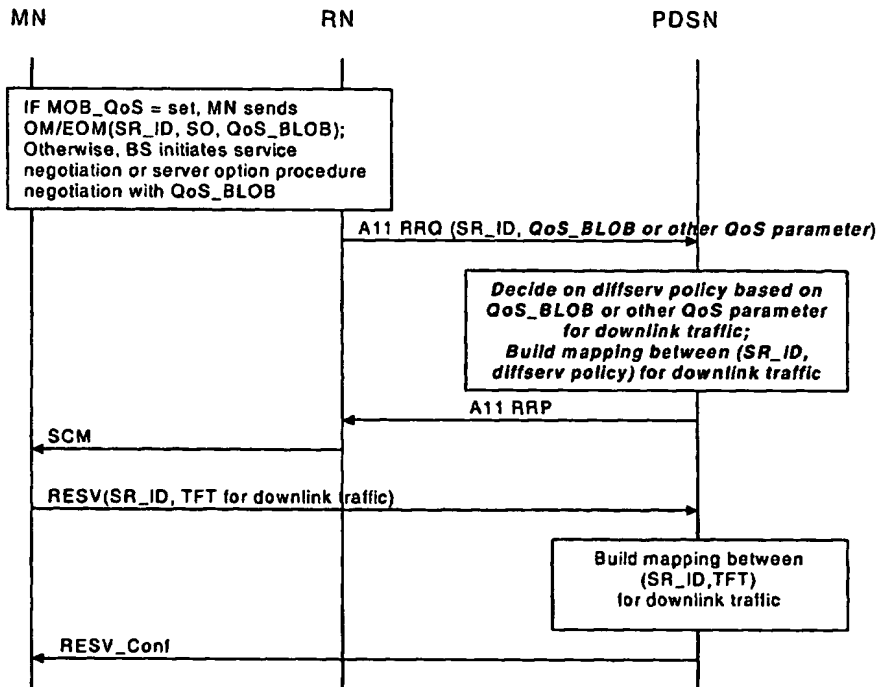 MN RN PDSN
IF MOB_QoS = set, MN sends
OM/EOM(SR_ID, SO, QoS_BLOB);
Otherwise, BS initiates service
negotiation or server option procedure
negotiation with QoS_BLOB
A11 RRQ (SR_ID, QoS_BLOB or other QoS parameter)
Decide on diffserv policy based on
QoS_BLOB or other QoS parameter
for downlink traffic;
Build mapping between (SR_ID,
diffserv policy) for downlink traffic
A11 RRP
SCM
RESV(SR_ID, TFT for downlink traffic)
Build mapping between
(SR_ID,TFT)
for downlink traffic
RESV_Conf